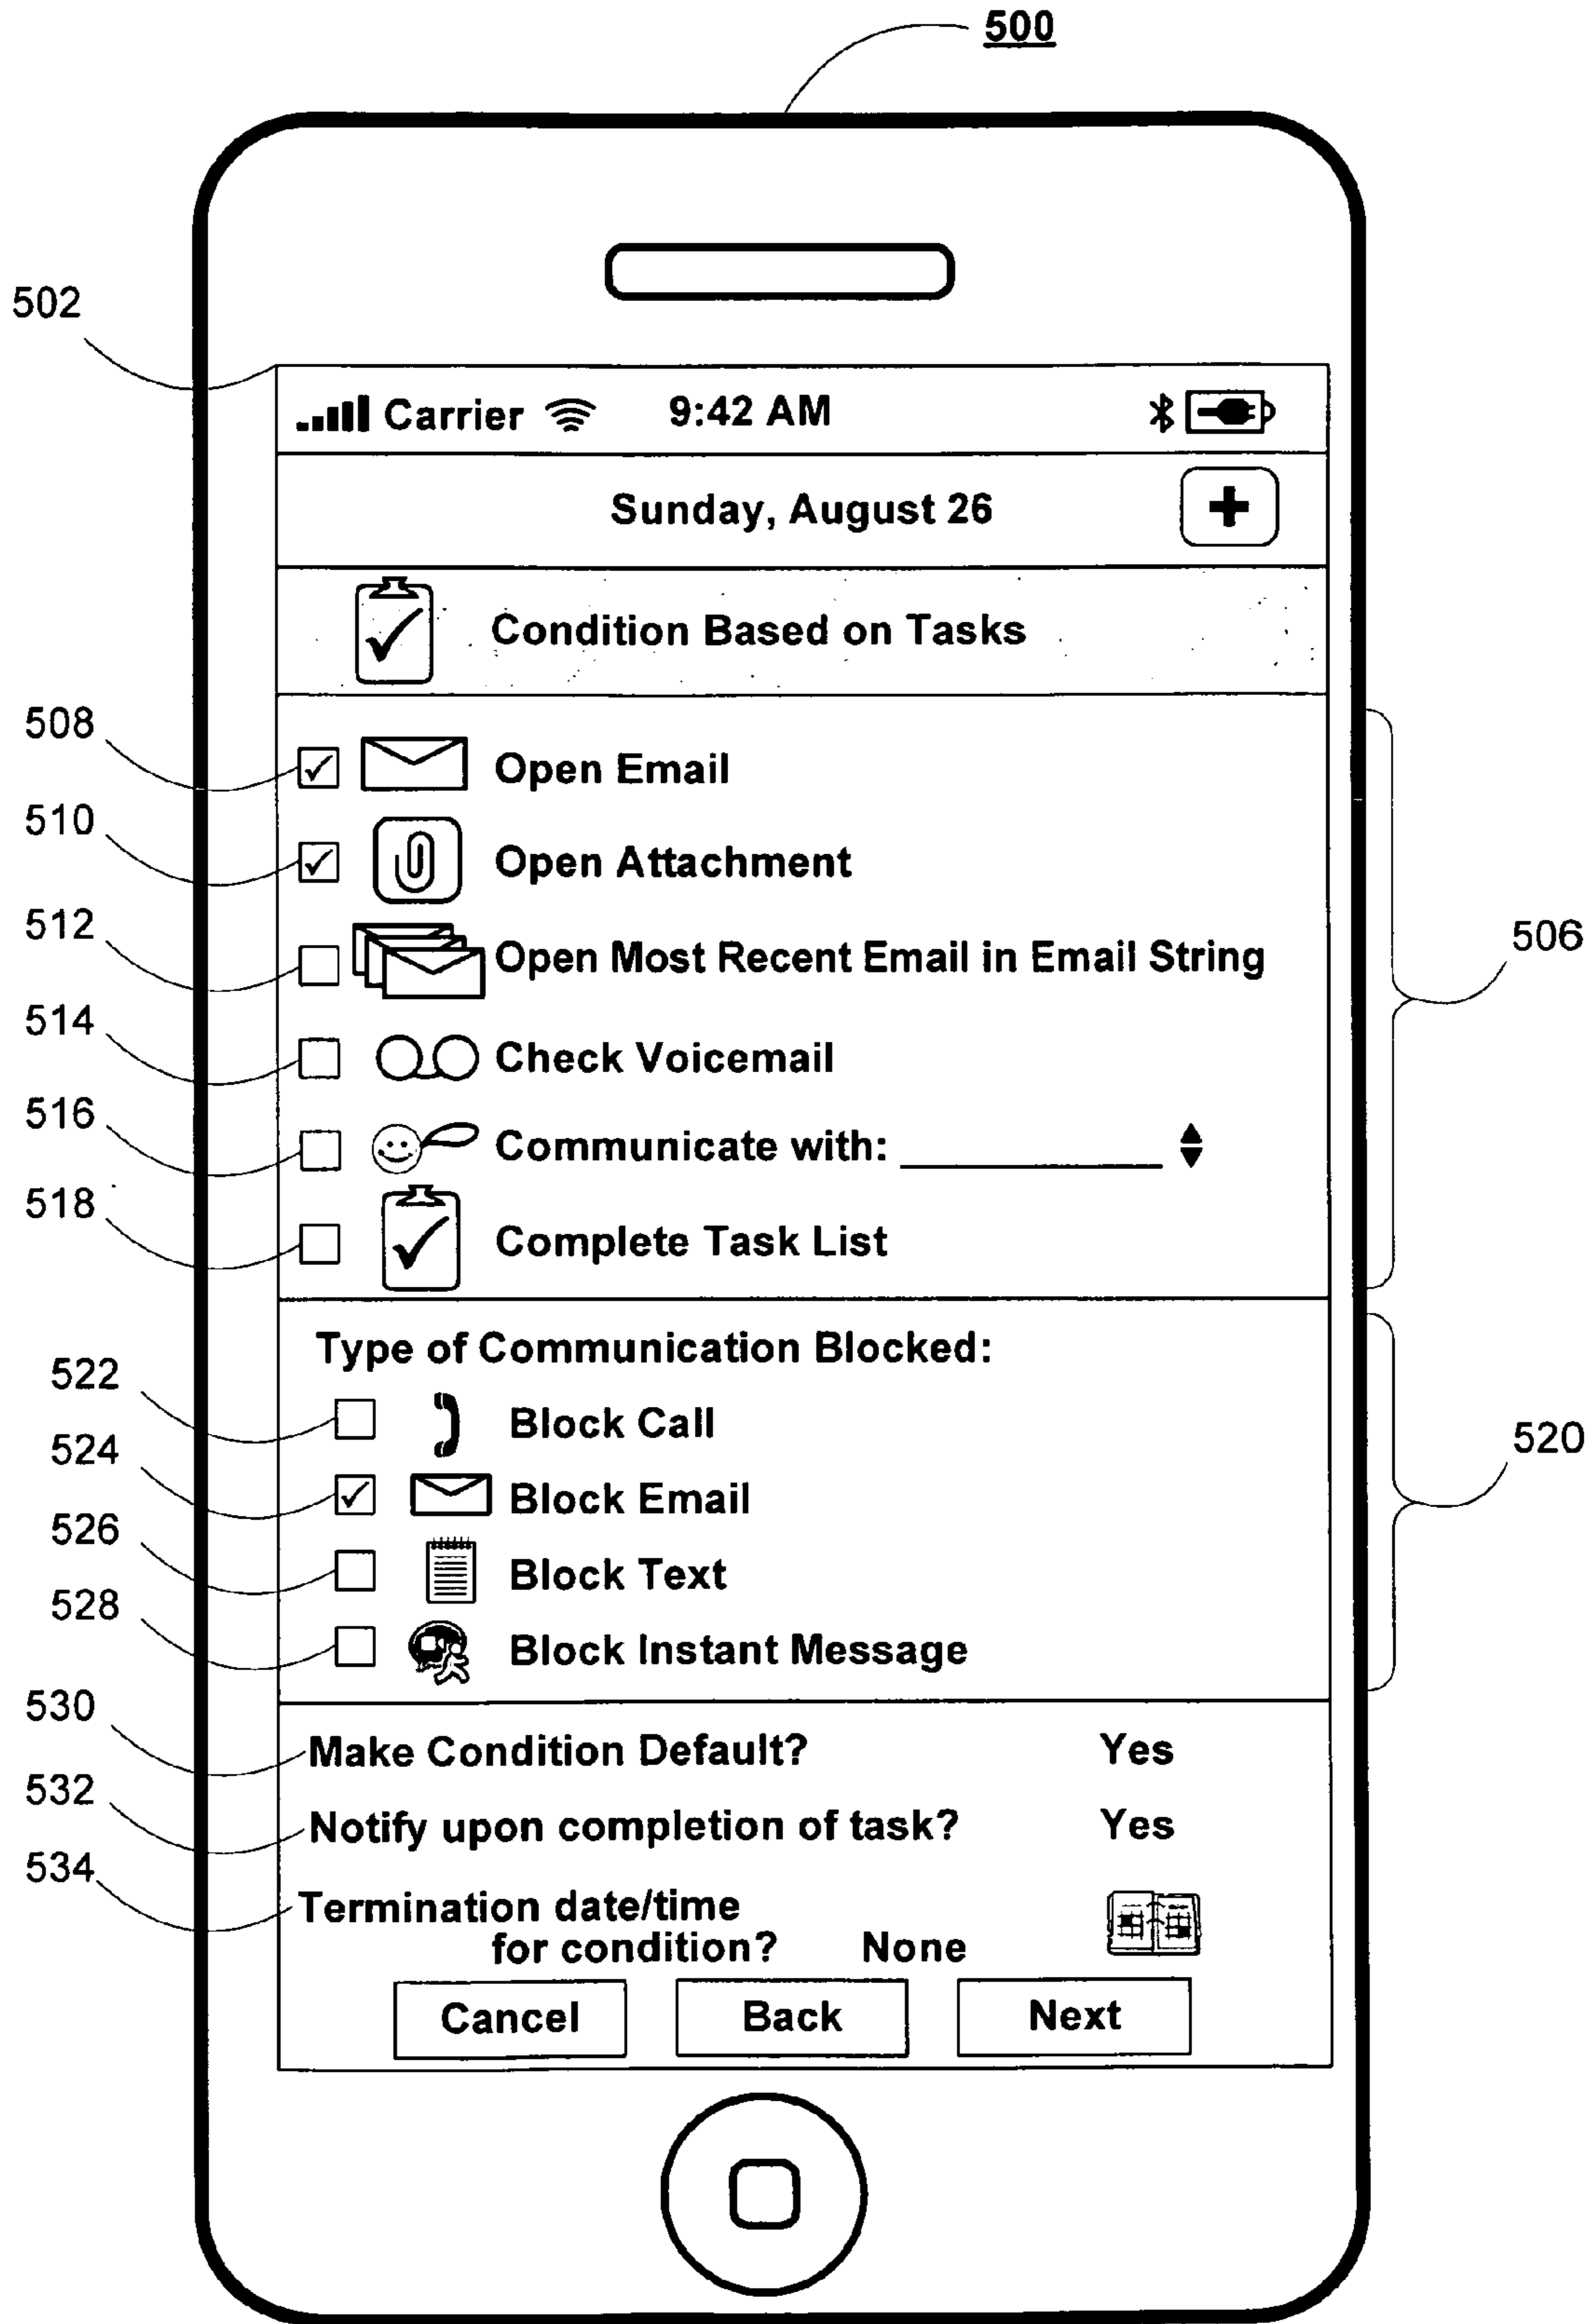 500
502
Carrier 9:42 AM
Sunday, August 26
Condition Based on Tasks
508 Open Email
510 Open Attachment
512 Open Most Recent Email in Email String
506
514 Check Voicemail
516 Communicate with:
518 Complete Task List
Type of Communication Blocked:
522 Block Call
520
524 Block Email
526 Block Text
528 Block Instant Message
530 Make Condition Default? Yes
532 Notify upon completion of task? Yes
534 Termination date/time
for condition? None
Cancel Back Next